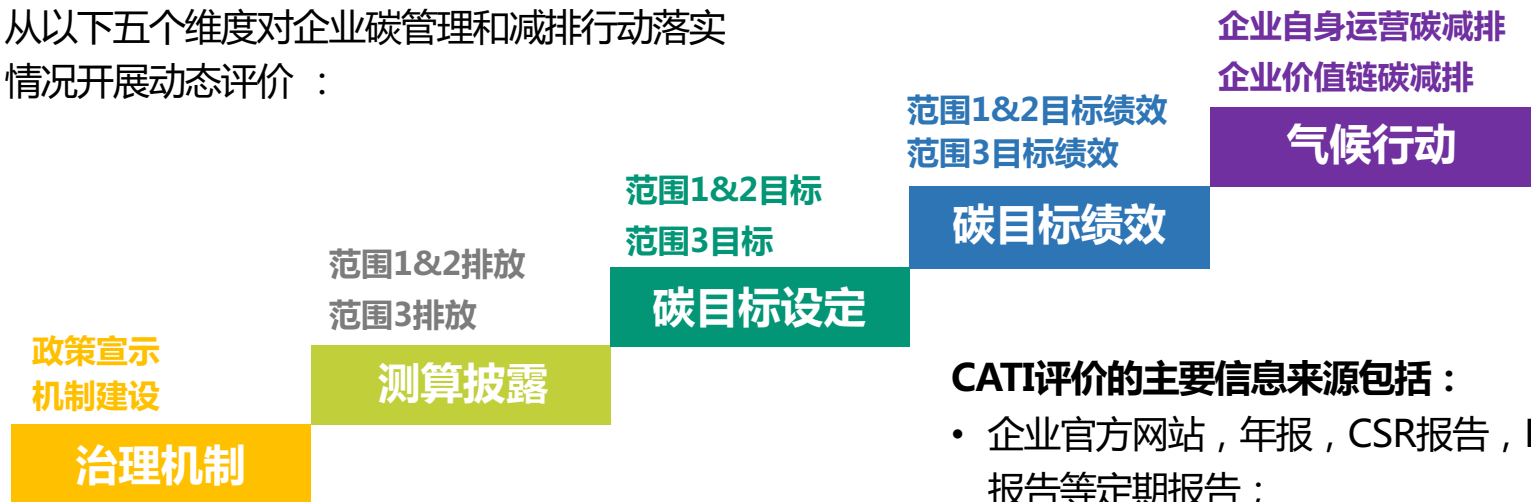 从以下五个维度对企业碳管理和减排行动落实
情况开展动态评价 ：
政策宣示
机制建设
治理机制
范围1&2排放
范围3排放
测算披露
范围1&2目标
范围3目标
碳目标设定
范围1&2目标绩效
范围3目标绩效
碳目标绩效
企业自身运营碳减排
企业价值链碳减排
气候行动
CATI评价的主要信息来源包括：
• 企业官方网站，年报，CSR报告，
报告等定期报告；